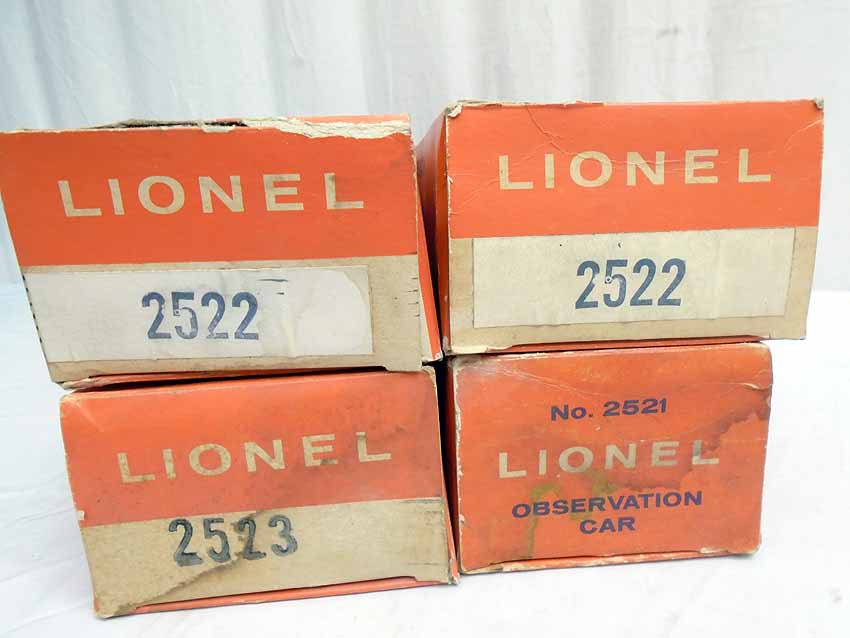 LIONEL
2522
LIONEL
2522
LIONEL
2523
No. 2521
LIONEL
OBSERVATION
CAR